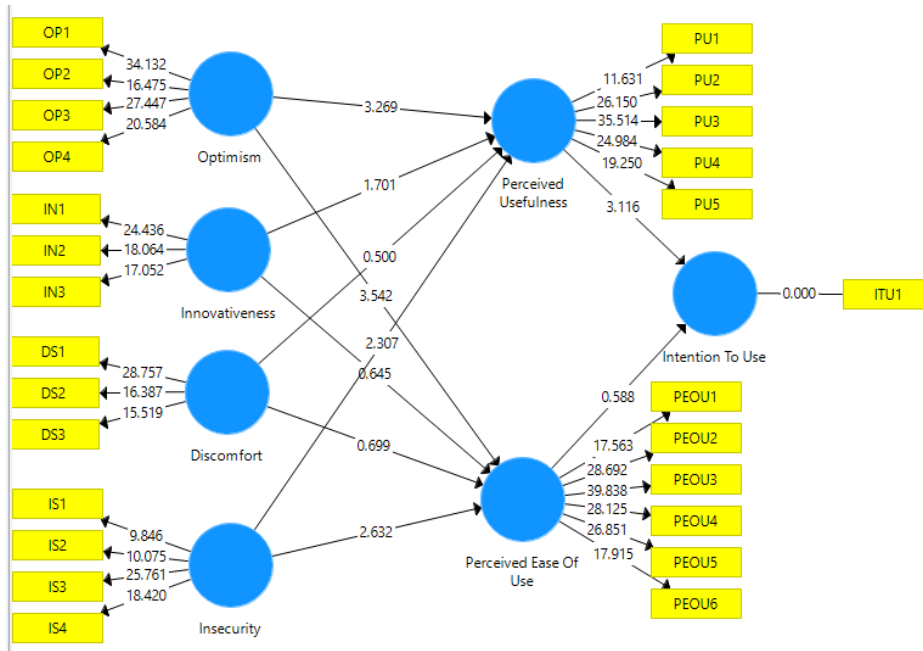 OP1
34.132
OP2
16.475
OP3
27.447
OP4
20.584
Optimism
IN1
24.436
IN2
18.064
IN3
17.052
Innovativeness
DS1
28.757
DS2
16.387
DS3
15.519
Discomfort
IS1
9.846
IS2
10.075
IS3
25.761
IS4
18.420
Insecurity
3.269
1.701
0.500
3.542
2.307
0.645
0.699
2.632
Perceived
Usefulness
PU1
11.631
PU2
26.150
PU3
35.514
PU4
24.984
PU5
19.250
3.116
Intention To Use
0.000
ITU1
0.588
Perceived Ease Of
Use
PEOU1
17.563
PEOU2
28.692
PEOU3
39.838
PEOU4
28.125
PEOU5
26.851
PEOU6
17.915